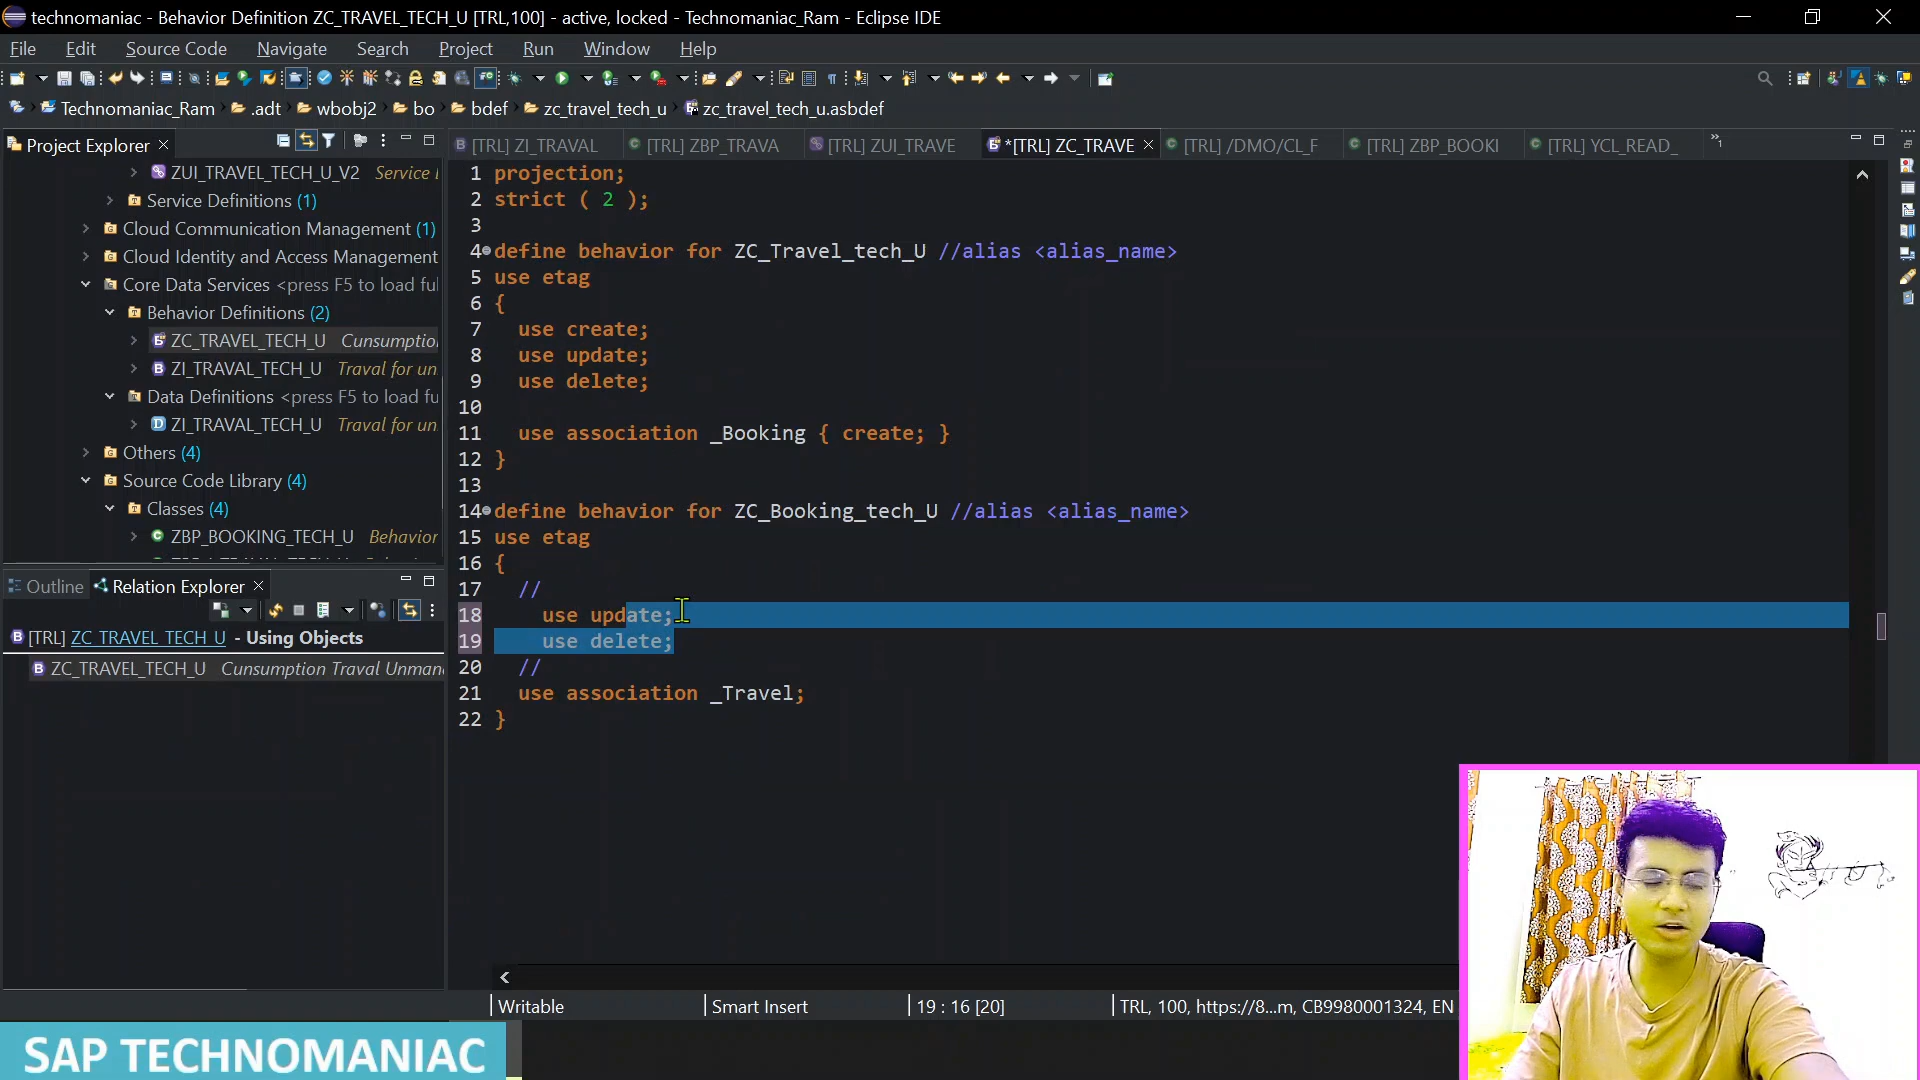 technomaniac - Behavior Definition ZC_TRAVEL_TECH_U [TRL,100] - active, locked - Technomaniac_Ram - Eclipse IDE
File Edit Source Code Navigate Search Project Run Window Help
Technomaniac_Ram .adt wbobj2 bo bdef zc_travel_tech_u zc_travel_tech_u.asbdef
Project Explorer
ZUI_TRAVEL_TECH_U_V2 Service
Service Definitions (1)
Cloud Communication Management (1)
Cloud Identity and Access Management
Core Data Services <press F5 to load ful
Behavior Definitions (2)
ZC_TRAVEL_TECH_U Cunsumptio
ZI_TRAVAL_TECH_U Traval for un
Data Definitions <press F5 to load fu
ZI_TRAVAL_TECH_U Traval for un
Others (4)
Source Code Library (4)
Classes (4)
ZBP_BOOKING_TECH_U Behavior
Outline Relation Explorer
[TRL] ZC_TRAVEL_TECH_U - Using Objects
ZC_TRAVEL_TECH_U Cunsumption Traval Unman
[TRL] ZI_TRAVAL [TRL] ZBP_TRAVA [TRL] ZUI_TRAVE *[TRL] ZC_TRAVE [TRL] /DMO/CL_F [TRL] ZBP_BOOKI [TRL] YCL_READ_
1 projection;
2 strict ( 2 );
3
4 define behavior for ZC_Travel_tech_U //alias <alias_name>
5 use etag
6 {
7 use create;
8 use update;
9 use delete;
10
11 use association _Booking { create; }
12 }
13
14 define behavior for ZC_Booking_tech_U //alias <alias_name>
15 use etag
16 {
17 //
18 use update;
19 use delete;
20 //
21 use association _Travel;
22 }
Writable Smart Insert 19 : 16 [20] TRL, 100, https://8...m, CB9980001324, EN
SAP TECHNOMANIAC